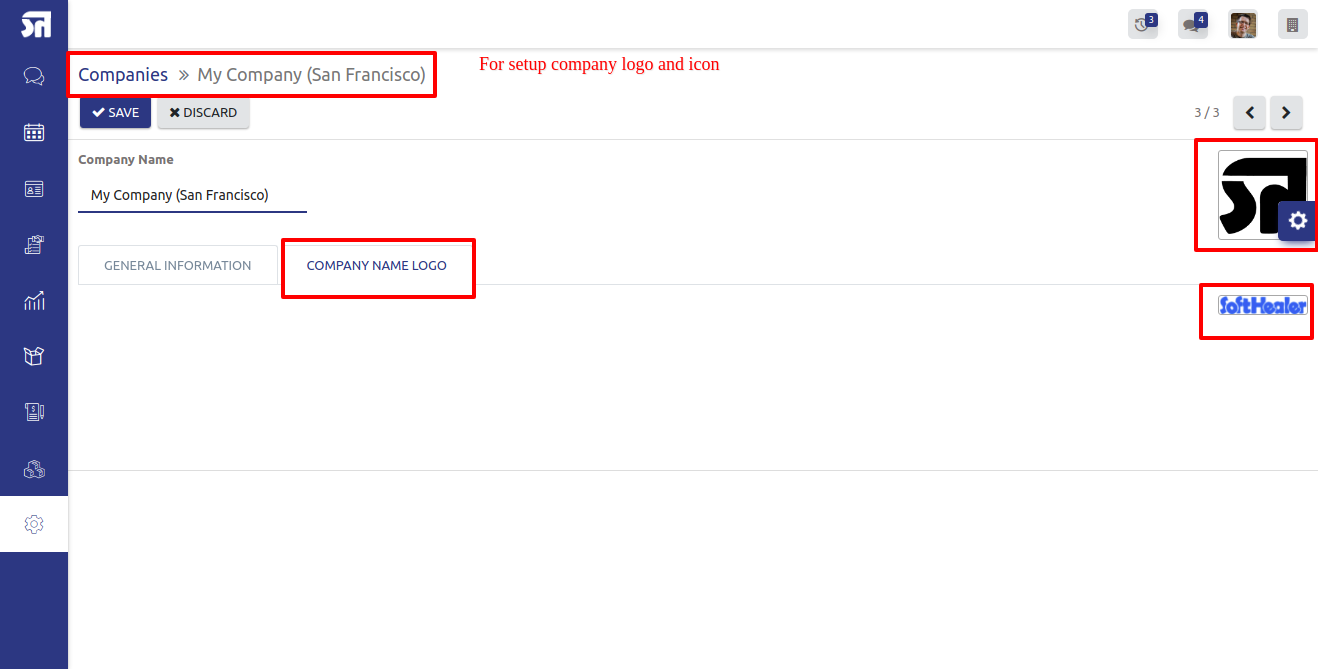 3
4
Companies » My Company (San Francisco)
For setup company logo and icon
SAVE
DISCARD
3 / 3
Company Name
My Company (San Francisco)
GENERAL INFORMATION
COMPANY NAME LOGO
SoftHealer